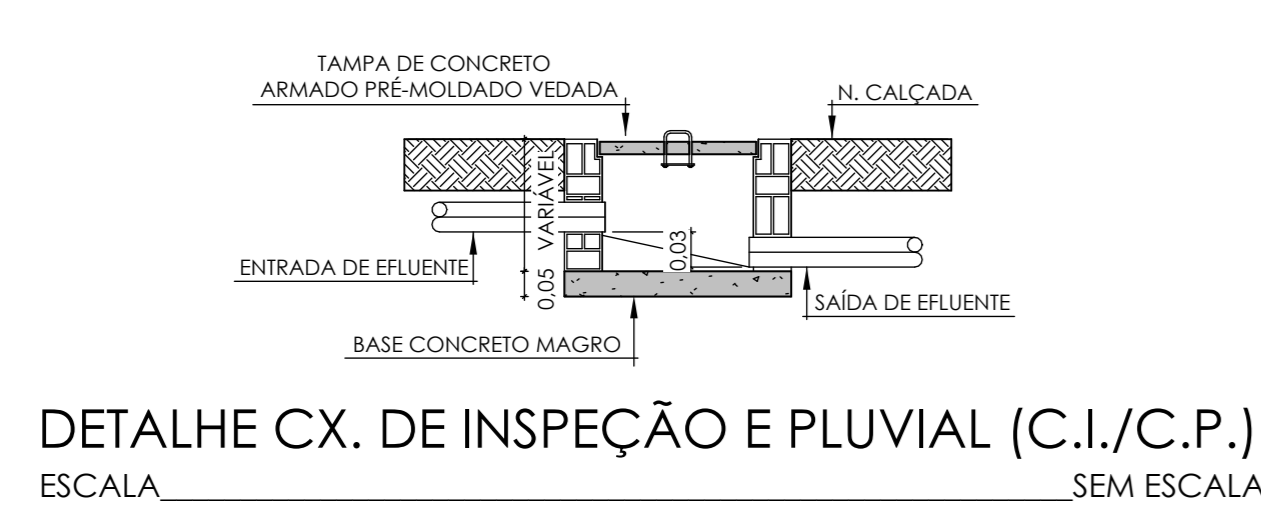 TAMPA DE CONCRETO
ARMADO PRÉ-MOLDADO VEDADA
N. CALÇADA
VARIÁVEL
0,03
ENTRADA DE EFLUENTE
0,05
SAÍDA DE EFLUENTE
BASE CONCRETO MAGRO
DETALHE CX. DE INSPEÇÃO E PLUVIAL (C.I./C.P.)
ESCALA SEM ESCALA